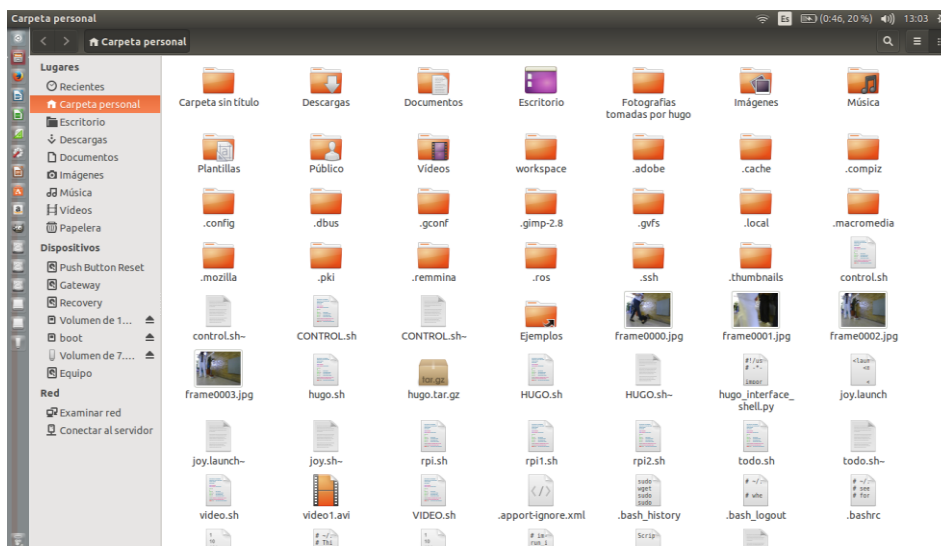 Carpeta personal
Es (0:46, 20 %) 13:03
Carpeta personal
Lugares
Recientes
Carpeta personal
Escritorio
Descargas
Documentos
Imágenes
Música
Vídeos
Papelera
Dispositivos
Push Button Reset
Gateway
Recovery
Volumen de 1...
boot
Volumen de 7....
Equipo
Red
Examinar red
Conectar al servidor
Carpeta sin título Descargas Documentos Escritorio Fotografias Imágenes Música
tomadas por hugo
Plantillas Público Vídeos workspace .adobe .cache .compiz
.config .dbus .gconf .gimp-2.8 .gvfs .local .macromedia
.mozilla .pki .remmina .ros .ssh .thumbnails control.sh
control.sh~ CONTROL.sh CONTROL.sh~ Ejemplos frame0000.jpg frame0001.jpg frame0002.jpg
tar.gz
frame0003.jpg hugo.sh hugo.tar.gz HUGO.sh HUGO.sh~ hugo_interface_ joy.launch
shell.py
joy.launch~ joy.sh~ rpi.sh rpi1.sh rpi2.sh todo.sh todo.sh~
sudo
wget
sudo
sudo
video.sh video1.avi VIDEO.sh .apport-ignore.xml .bash_history .bash_logout .bashrc